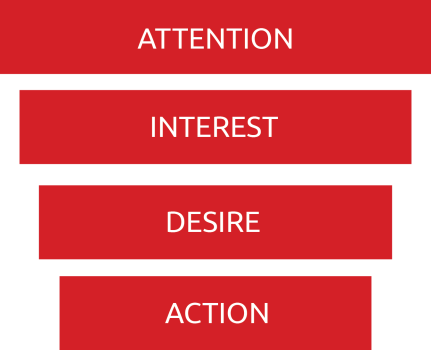 ATTENTION
INTEREST
DESIRE
ACTION